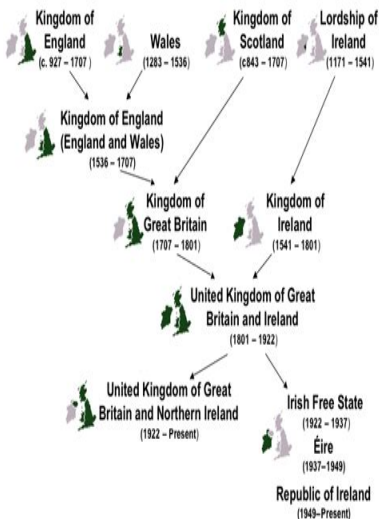 Kingdom of
England
(c. 927 – 1707)
Wales
(1283 – 1536)
Kingdom of
Scotland
(c843 – 1707)
Lordship of
Ireland
(1171 – 1541)
Kingdom of England
(England and Wales)
(1536 – 1707)
Kingdom of
Great Britain
(1707 – 1801)
Kingdom of
Ireland
(1541 – 1801)
United Kingdom of Great
Britain and Ireland
(1801 – 1922)
United Kingdom of Great
Britain and Northern Ireland
(1922 – Present)
Irish Free State
(1922 – 1937)
Éire
(1937–1949)
Republic of Ireland
(1949–Present)